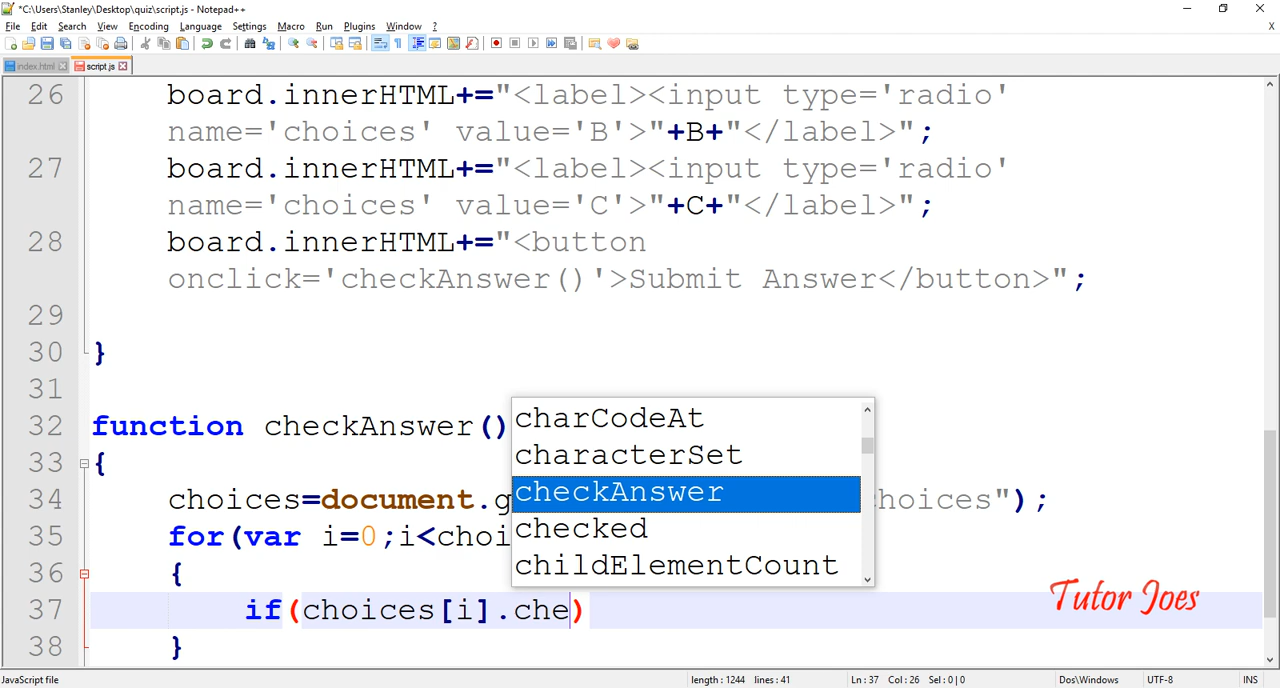 *C:\Users\Stanley\Desktop\quiz\script.js - Notepad++
File Edit Search View Encoding Language Settings Macro Run Plugins Window ?
X
index.html script.js
26 board.innerHTML+="<label><input type='radio'
name='choices' value='B'>"+B+"</label>";
27 board.innerHTML+="<label><input type='radio'
name='choices' value='C'>"+C+"</label>";
28 board.innerHTML+="<button
onclick='checkAnswer()'>Submit Answer</button>";
29
30 }
31
32 function checkAnswer()
33 {
34 choices=document.g choices");
35 for(var i=0;i<choi
36 {
37 if(choices[i].che)
38 }
charCodeAt
characterSet
checkAnswer
checked
childElementCount
Tutor Joes
JavaScript file length : 1244 lines : 41 Ln : 37 Col : 26 Sel : 0 | 0 Dos\Windows UTF-8 INS